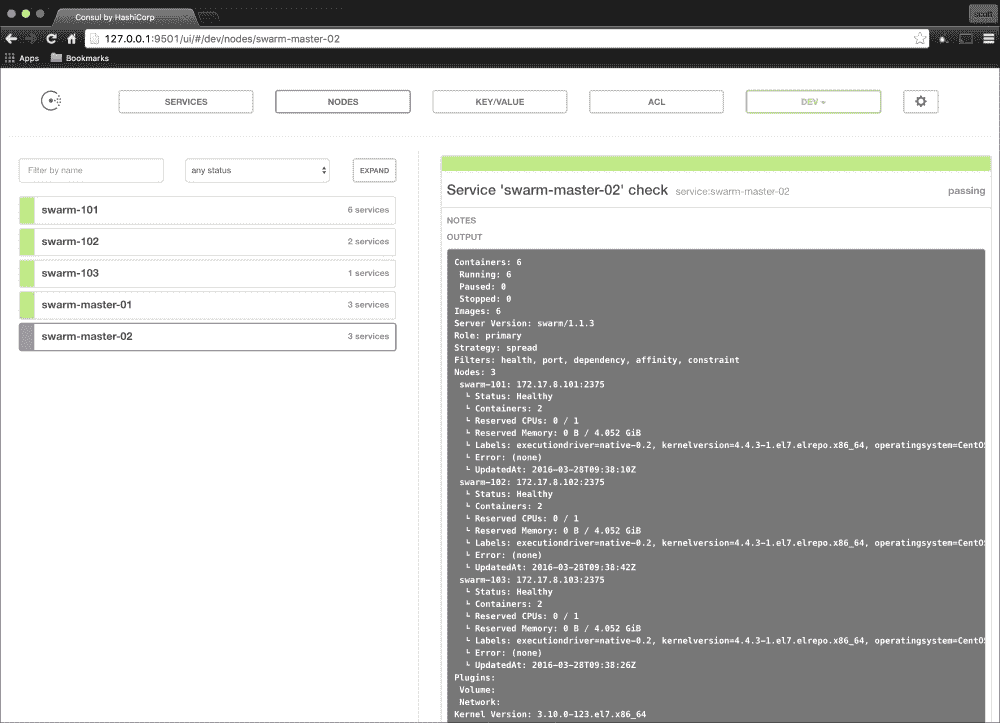 Consul by HashiCorp
scott
127.0.0.1:9501/ui/#/dev/nodes/swarm-master-02
Apps Bookmarks
SERVICES NODES KEY/VALUE ACL DEV
Filter by name any status EXPAND
swarm-101 6 services
swarm-102 2 services
swarm-103 1 services
swarm-master-01 3 services
swarm-master-02 3 services
Service 'swarm-master-02' check service:swarm-master-02 passing
NOTES
OUTPUT
Containers: 6
Running: 6
Paused: 0
Stopped: 0
Images: 6
Server Version: swarm/1.1.3
Role: primary
Strategy: spread
Filters: health, port, dependency, affinity, constraint
Nodes: 3
swarm-101: 172.17.8.101:2375
└ Status: Healthy
└ Containers: 2
└ Reserved CPUs: 0 / 1
└ Reserved Memory: 0 B / 4.052 GiB
└ Labels: executiondriver=native-0.2, kernelversion=4.4.3-1.el7.elrepo.x86_64, operatingsystem=CentOS
└ Error: (none)
└ UpdatedAt: 2016-03-28T09:38:10Z
swarm-102: 172.17.8.102:2375
└ Status: Healthy
└ Containers: 2
└ Reserved CPUs: 0 / 1
└ Reserved Memory: 0 B / 4.052 GiB
└ Labels: executiondriver=native-0.2, kernelversion=4.4.3-1.el7.elrepo.x86_64, operatingsystem=CentOS
└ Error: (none)
└ UpdatedAt: 2016-03-28T09:38:42Z
swarm-103: 172.17.8.103:2375
└ Status: Healthy
└ Containers: 2
└ Reserved CPUs: 0 / 1
└ Reserved Memory: 0 B / 4.052 GiB
└ Labels: executiondriver=native-0.2, kernelversion=4.4.3-1.el7.elrepo.x86_64, operatingsystem=CentOS
└ Error: (none)
└ UpdatedAt: 2016-03-28T09:38:26Z
Plugins:
Volume:
Network:
Kernel Version: 3.10.0-123.el7.x86_64